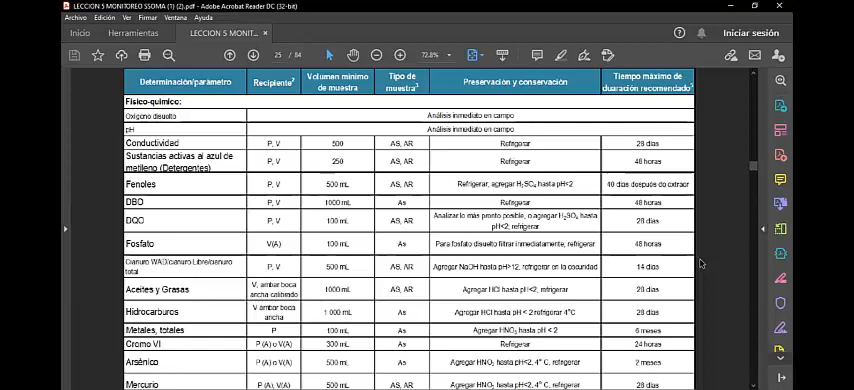 LECCION 5 MONITOREO SSOMA (1) (2).pdf - Adobe Acrobat Reader DC (32-bit)
Archivo Edición Ver Firmar Ventana Ayuda
Inicio Herramientas LECCION 5 MONIT... × Iniciar sesión
25 / 84 72.8%
Determinación/parámetro Recipiente² Volumen mínimo de muestra Tipo de muestra³ Preservación y conservación Tiempo máximo de duaración recomendado¹
Físico-químico:
Oxígeno disuelto Análisis inmediato en campo
pH Análisis inmediato en campo
Conductividad P, V 500 AS, AR Refrigerar 28 días
Sustancias activas al azul de metileno (Detergentes) P, V 250 AS, AR Refrigerar 48 horas
Fenoles P, V 500 mL AS, AR Refrigerar, agregar H₂SO₄ hasta pH<2 40 días después de extraer
DBO P, V 1000 mL AS, AR Refrigerar 48 horas
DQO P, V 100 mL AS, AR Analizar lo más pronto posible, o agregar H₂SO₄ hasta pH<2, refrigerar 28 días
Fosfato V(A) 100 mL As Para fosfato disuelto filtrar inmediatamente, refrigerar 48 horas
Cianuro WAD/cianuro Libre/cianuro total P, V 500 mL AS, AR Agregar NaOH hasta pH>12, refrigerar en la oscuridad 14 días
Aceites y Grasas V, ambar boca ancha calibrado 1000 mL AS, AR Agregar HCl hasta pH<2, refrigerar 28 días
Hidrocarburos V ambar boca ancha 1 000 mL As Agregar HCl hasta pH < 2 refrigerar 4°C 28 días
Metales, totales P 100 mL As Agregar HNO₃ hasta pH < 2 6 meses
Cromo VI P (A) o V(A) 300 mL As Refrigerar 24 horas
Arsénico P (A) o V(A) 500 mL As Agregar HNO₃ hasta pH<2, 4° C, refrigerar 2 meses
Mercurio P (A), V(A) 500 mL AS, AR Agregar HNO₃ hasta pH<2, 4° C, refrigerar 28 días